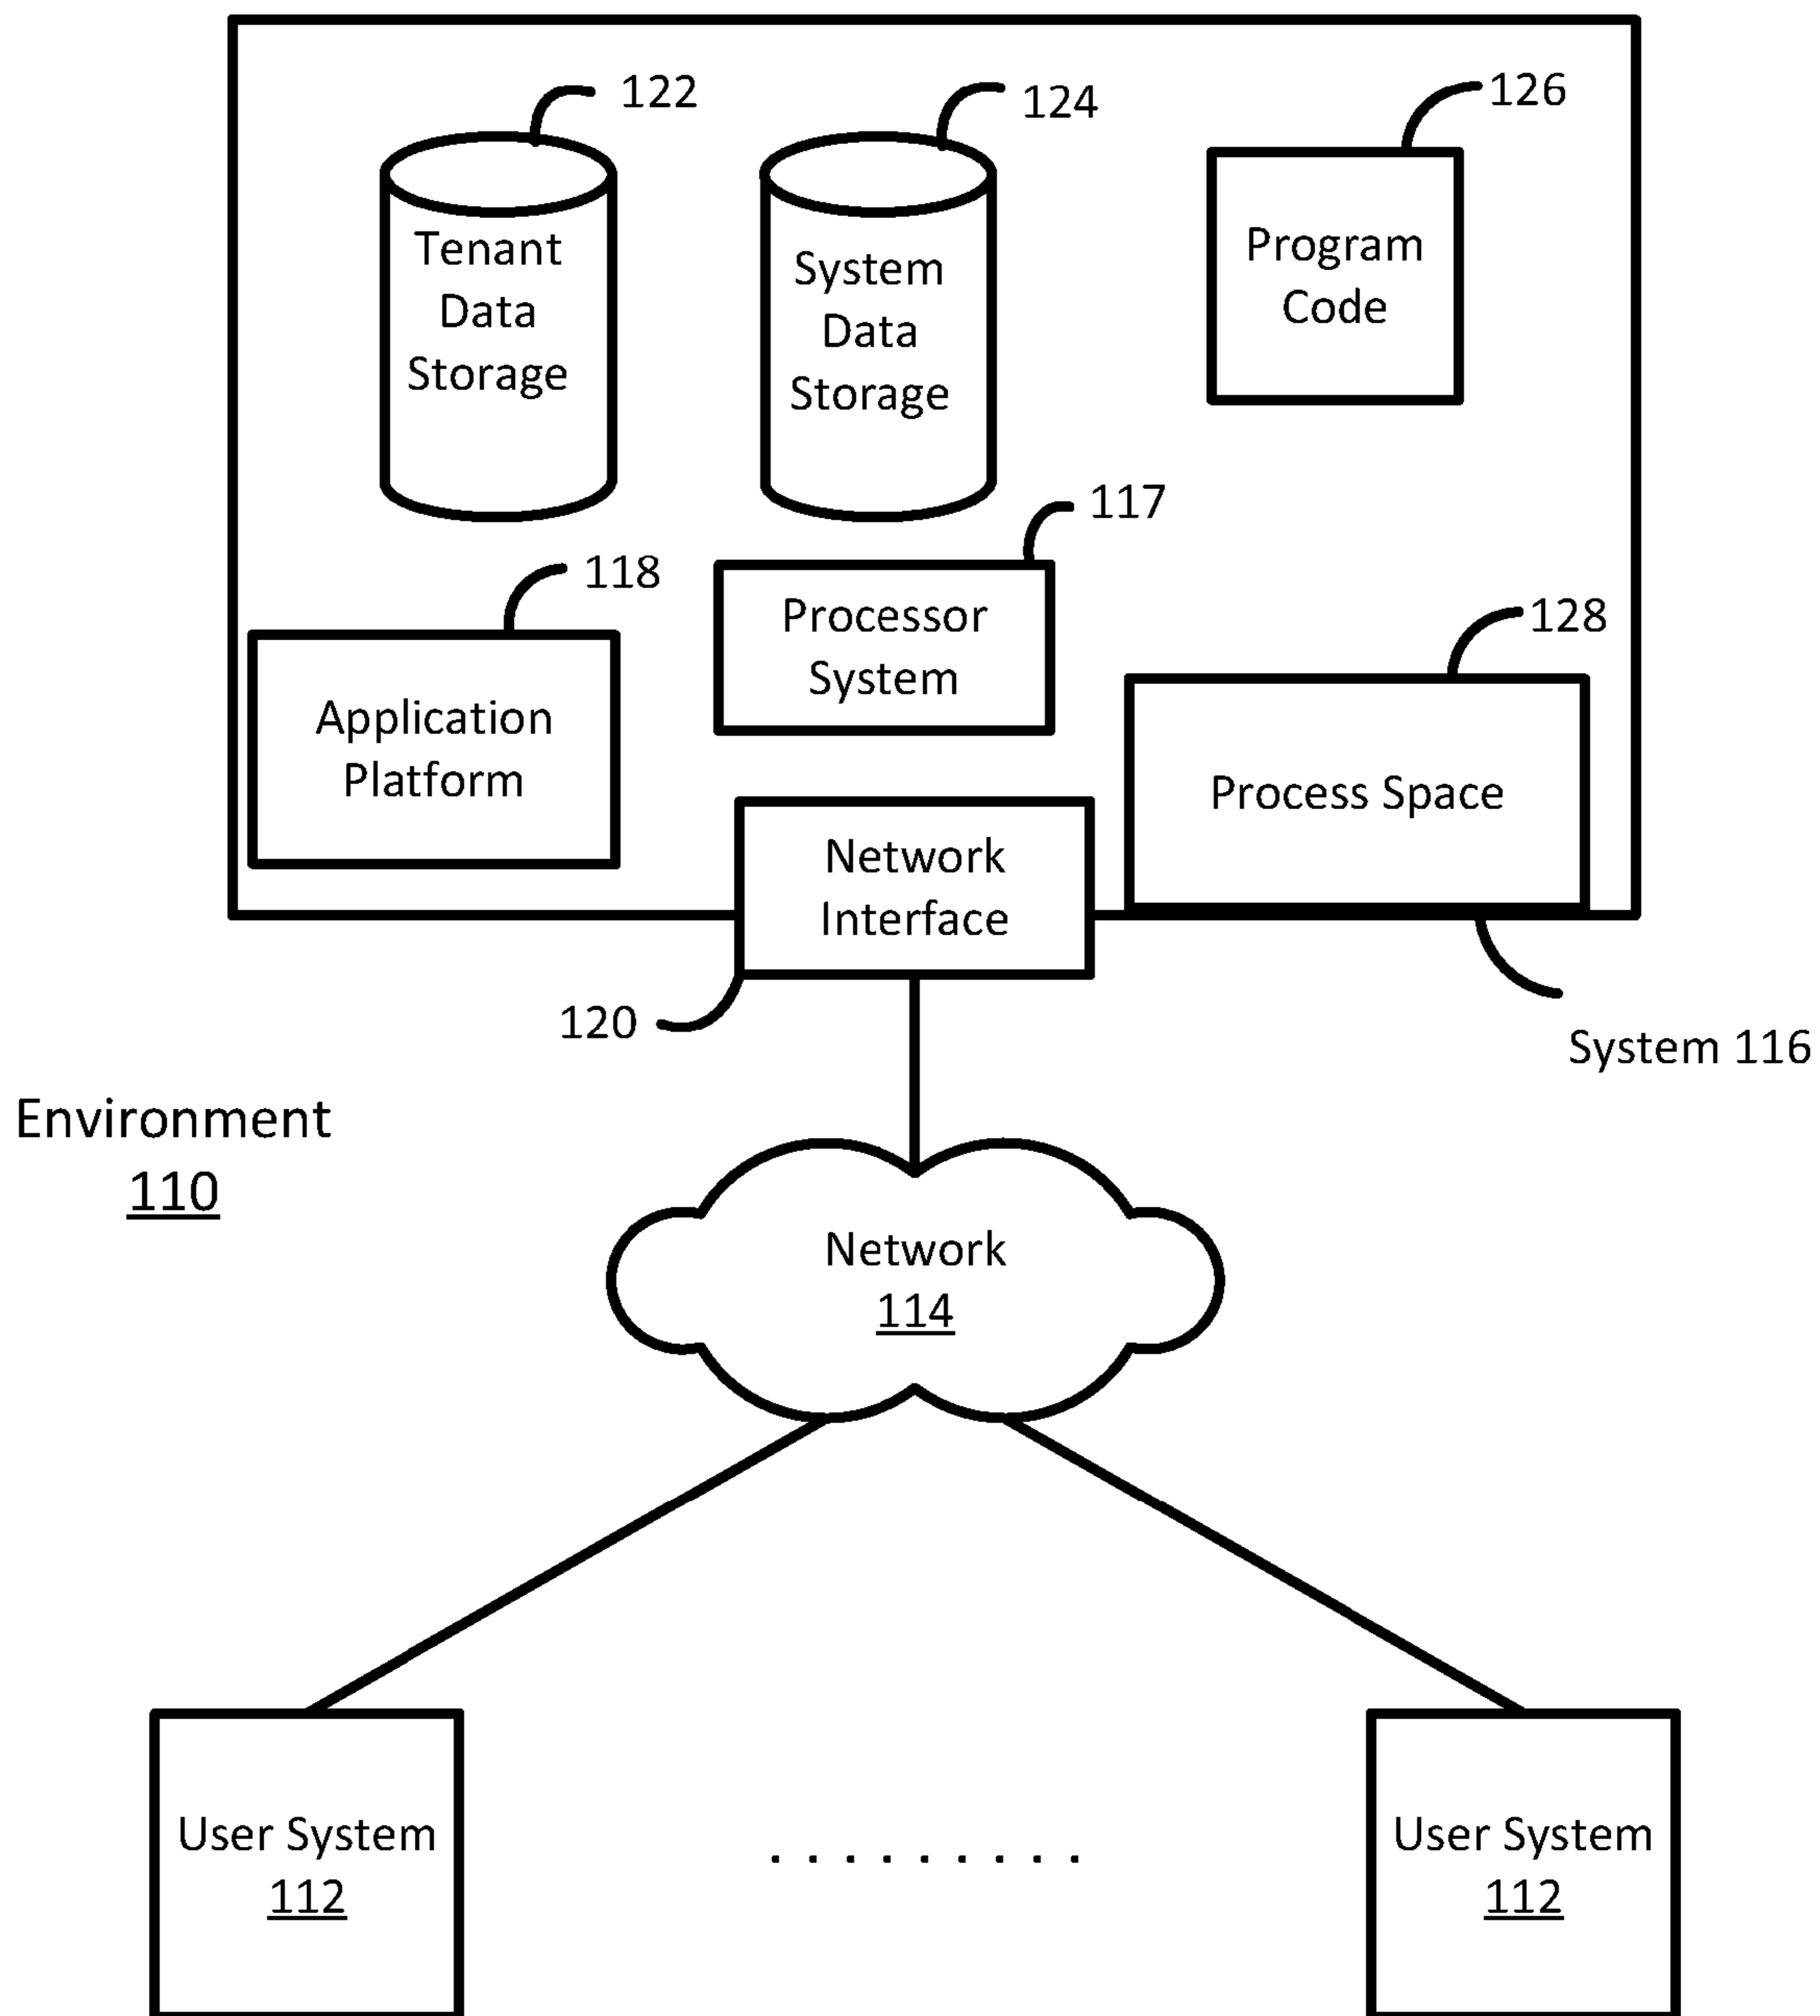 122
124
126
Tenant
Data
Storage
System
Data
Storage
Program
Code
117
118
Processor
System
128
Application
Platform
Process Space
Network
Interface
120
System 116
Environment
110
Network
114
User System
112
. . . . . . . . .
User System
112